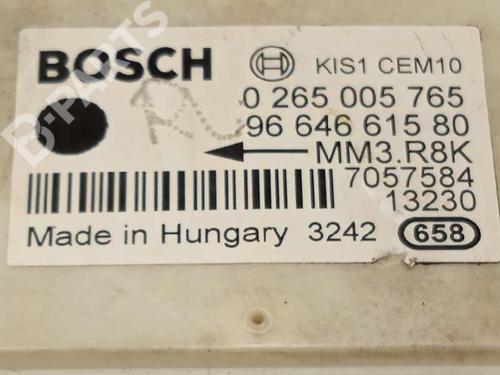 BOSCH KIS1 CEM10
0 265 005 765
96 646 615 80
MM3.R8K
7057584
13230
Made in Hungary 3242 658
B-PARTS